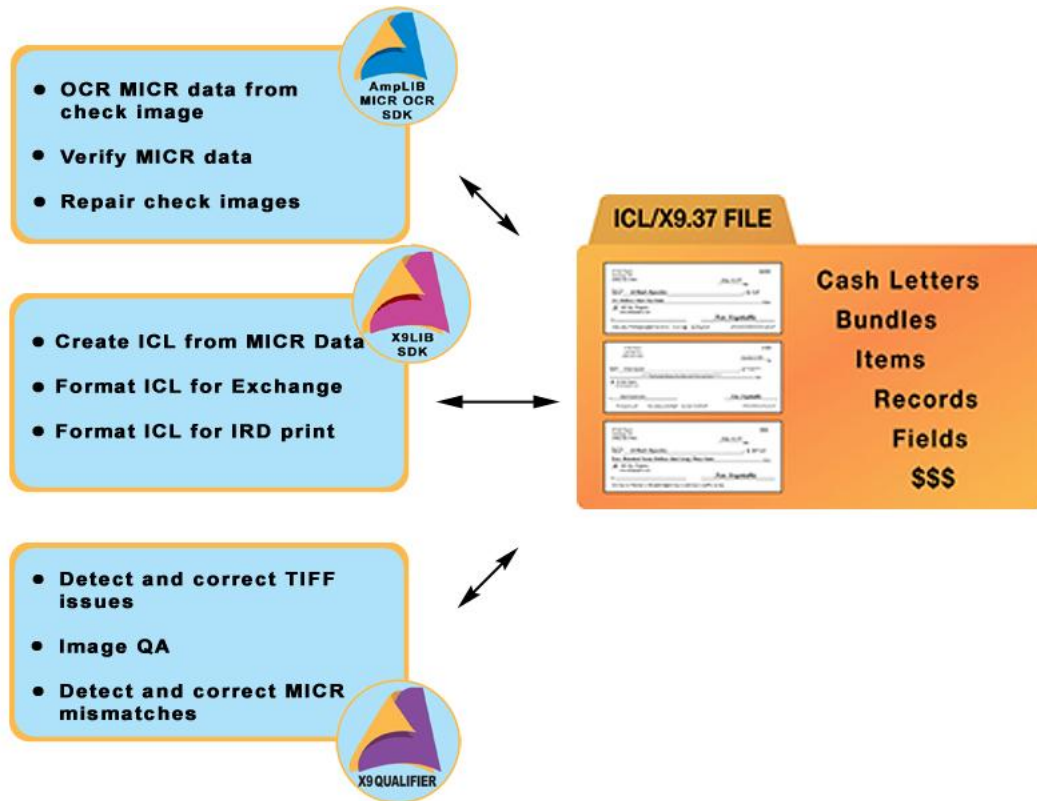 AmpLIB
MICR OCR
SDK
• OCR MICR data from
check image
• Verify MICR data
• Repair check images
X9LIB
SDK
• Create ICL from MICR Data
• Format ICL for Exchange
• Format ICL for IRD print
• Detect and correct TIFF
issues
• Image QA
• Detect and correct MICR
mismatches
X9QUALIFIER
ICL/X9.37 FILE
Cash Letters
Bundles
Items
Records
Fields
$$$